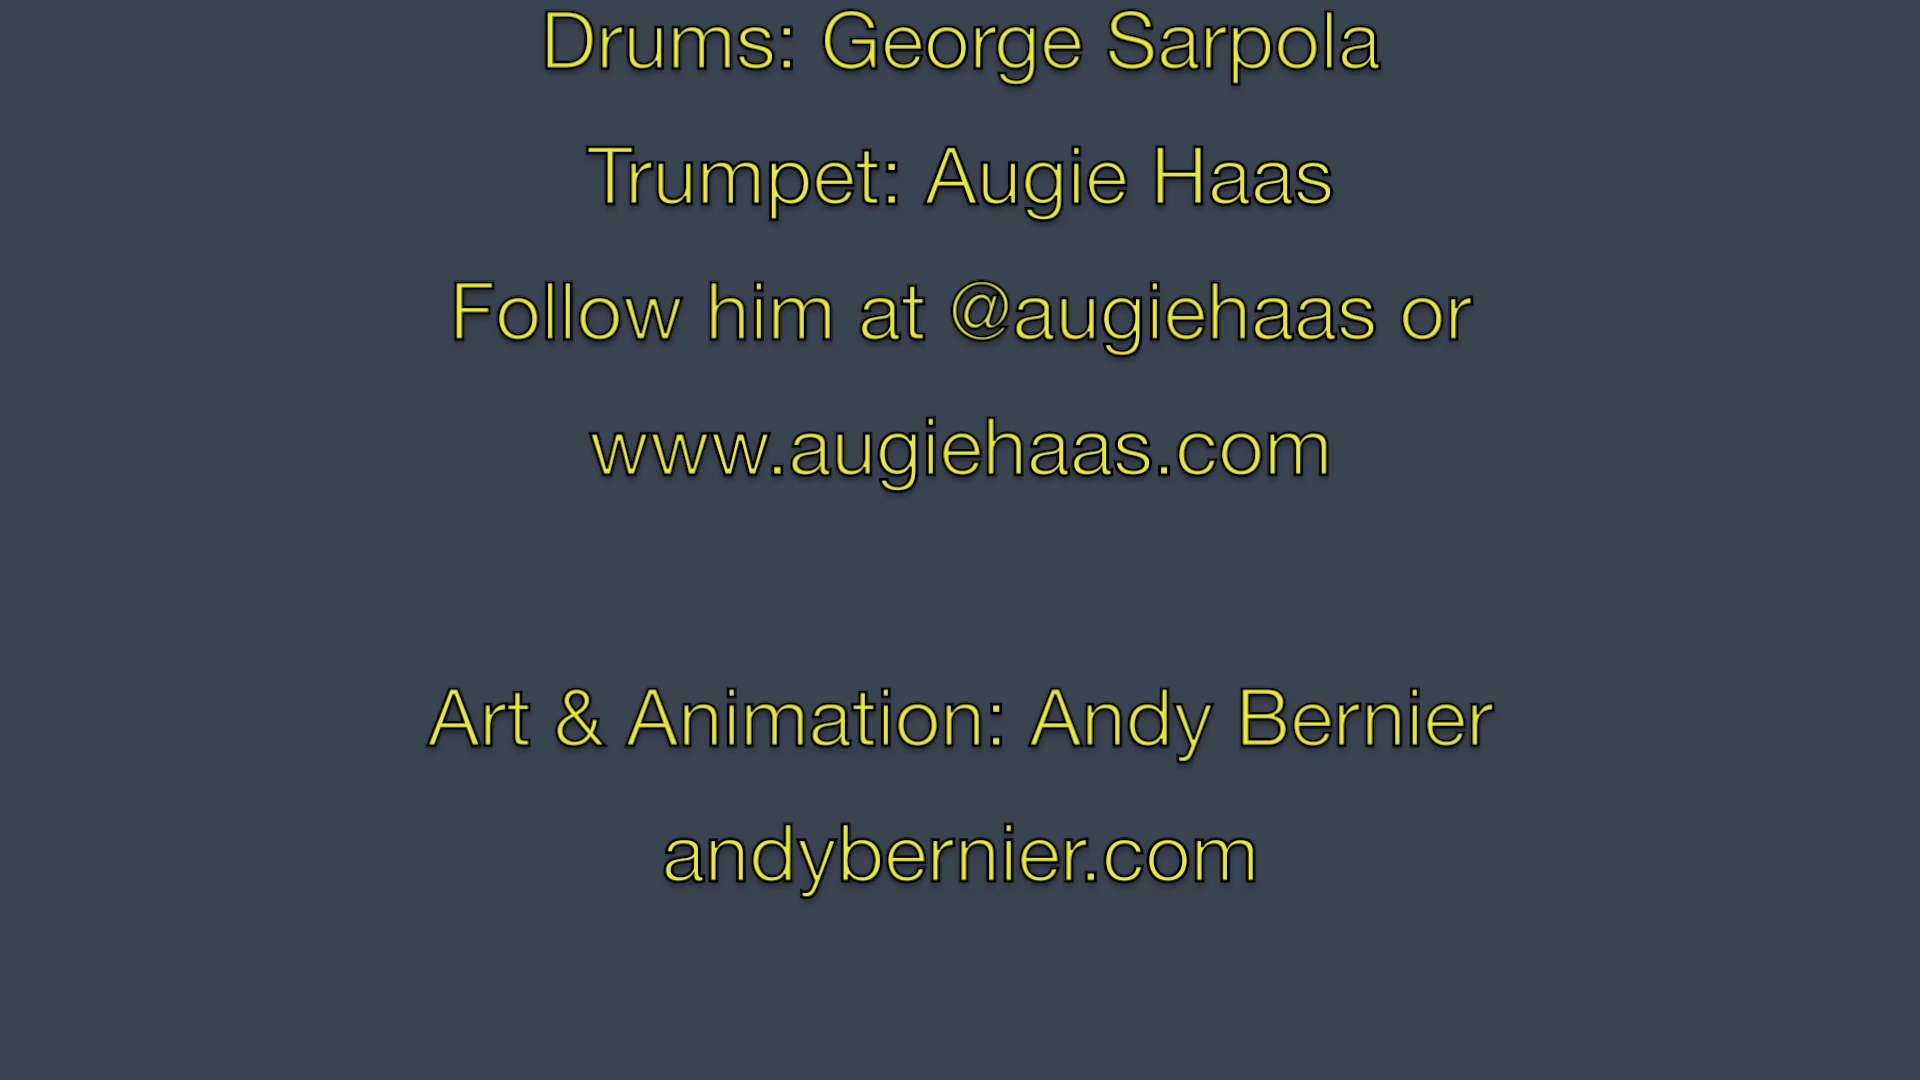 Drums: George Sarpola
Trumpet: Augie Haas
Follow him at @augiehaas or
www.augiehaas.com
Art & Animation: Andy Bernier
andybernier.com